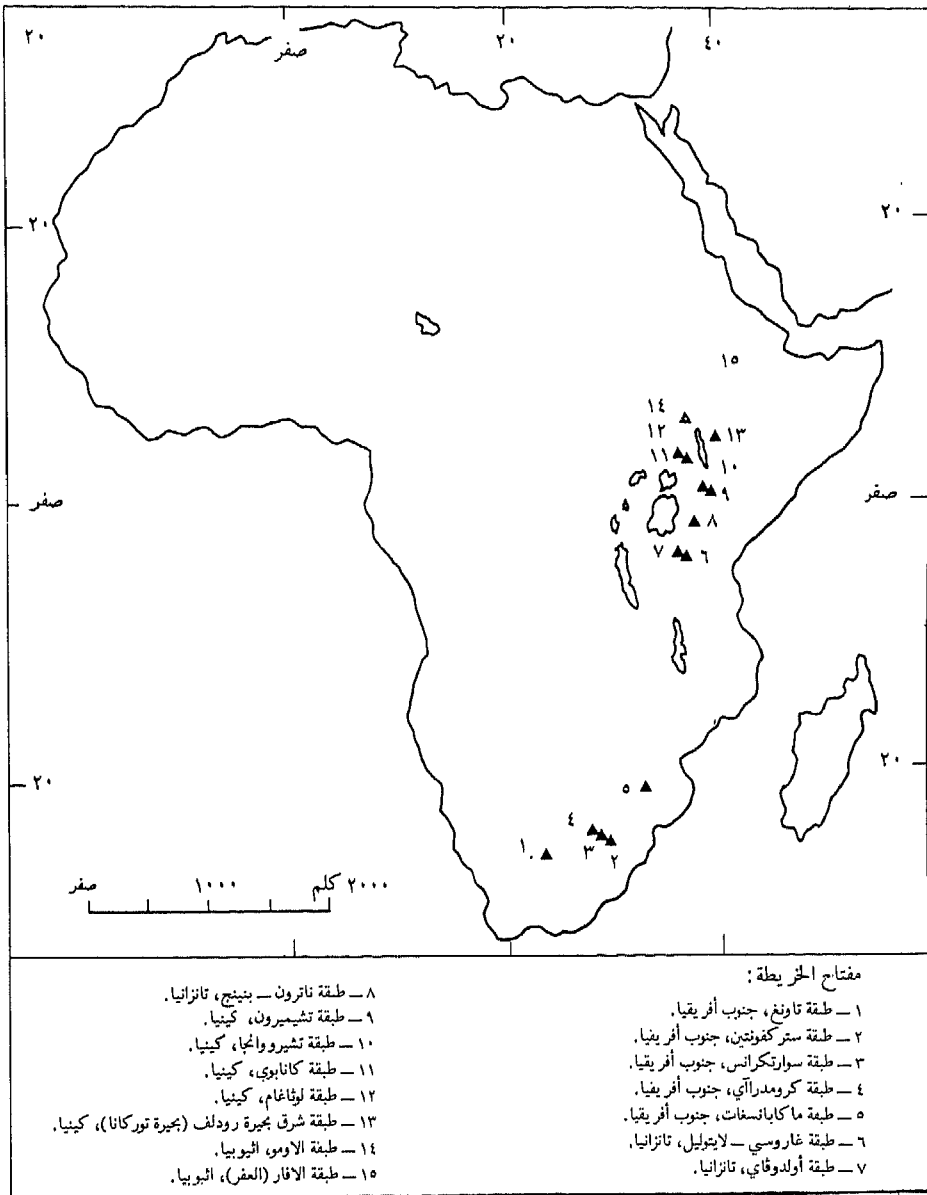 ٢٠ صفر ٢٠ ٤٠
٢٠ ٢٠
١٥
١٤
١٢ ١٣
١١ ١٠
صفر ٩ صفر
٨
٧ ٦
٢٠
٢٠ ٥
٤
١. ٣ ٢
صفر ١٠٠٠ ٢٠٠٠ كلم
مفتاح الخريطة:
١ ــ طبقة تاونغ، جنوب أفريقيا.
٢ ــ طبقة ستركفونتين، جنوب أفريفيا.
٣ ــ طبقة سوارتكرانس، جنوب أفريقيا.
٤ ــ طبقة كرومدراآي، جنوب أفريفيا.
٥ ــ طبقة ماكابانسغات، جنوب أفريقيا.
٦ ــ طبقة غاروسي ــ لايتوليل، تانزانيا.
٧ ــ طبقة أولدوڤاي، تانزانيا.
٨ ــ طبقة ناترون ــ بنينج، تانزانيا.
٩ ــ طبقة تشيميرون، كينيا.
١٠ ــ طبقة تشيرووانجا، كينيا.
١١ ــ طبقة كانابوي، كينيا.
١٢ ــ طبقة لوثاغام، كينيا.
١٣ ــ طبقة شرق بحيرة رودلف (بحيرة توركانا)، كينيا.
١٤ ــ طبقة الاومو، اثيوبيا.
١٥ ــ طبقة الافار (العفر)، اثيوبيا.